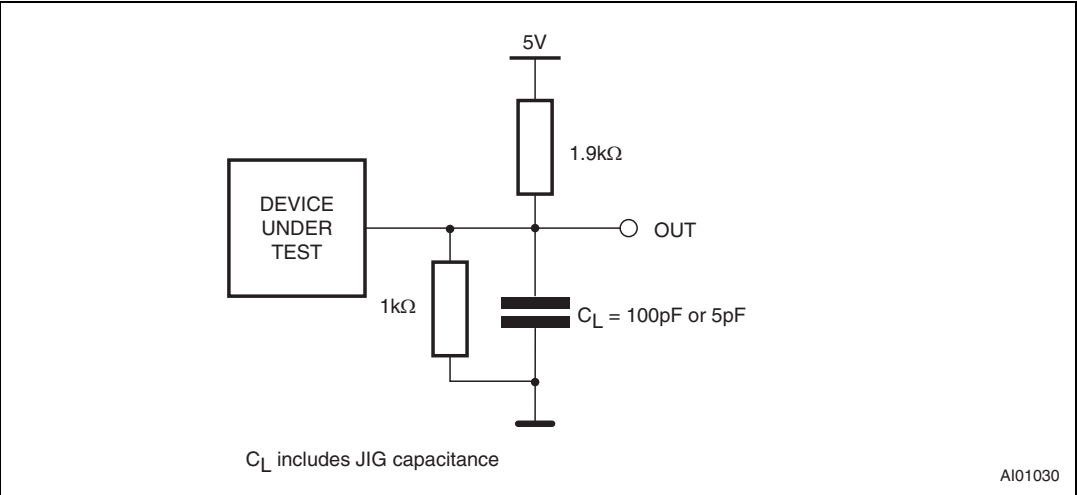 5V
1.9kΩ
DEVICE
UNDER
TEST
OUT
1kΩ
CL = 100pF or 5pF
CL includes JIG capacitance
AI01030